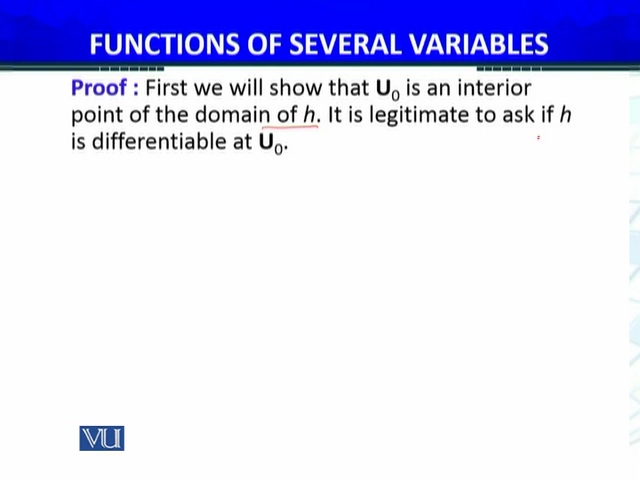 FUNCTIONS OF SEVERAL VARIABLES
Proof : First we will show that U₀ is an interior
point of the domain of h. It is legitimate to ask if h
is differentiable at U₀.
VU